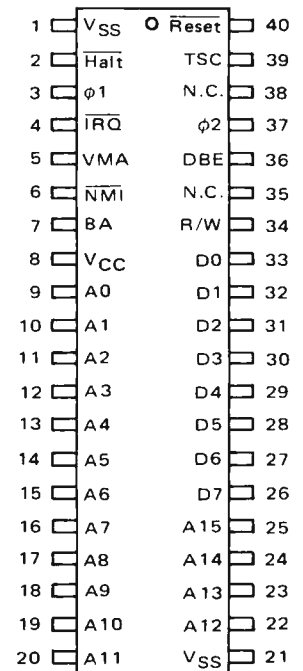 1 VSS Reset 40
2 Halt TSC 39
3 ϕ1 N.C. 38
4 IRQ ϕ2 37
5 VMA DBE 36
6 NMI N.C. 35
7 BA R/W 34
8 VCC D0 33
9 A0 D1 32
10 A1 D2 31
11 A2 D3 30
12 A3 D4 29
13 A4 D5 28
14 A5 D6 27
15 A6 D7 26
16 A7 A15 25
17 A8 A14 24
18 A9 A13 23
19 A10 A12 22
20 A11 VSS 21